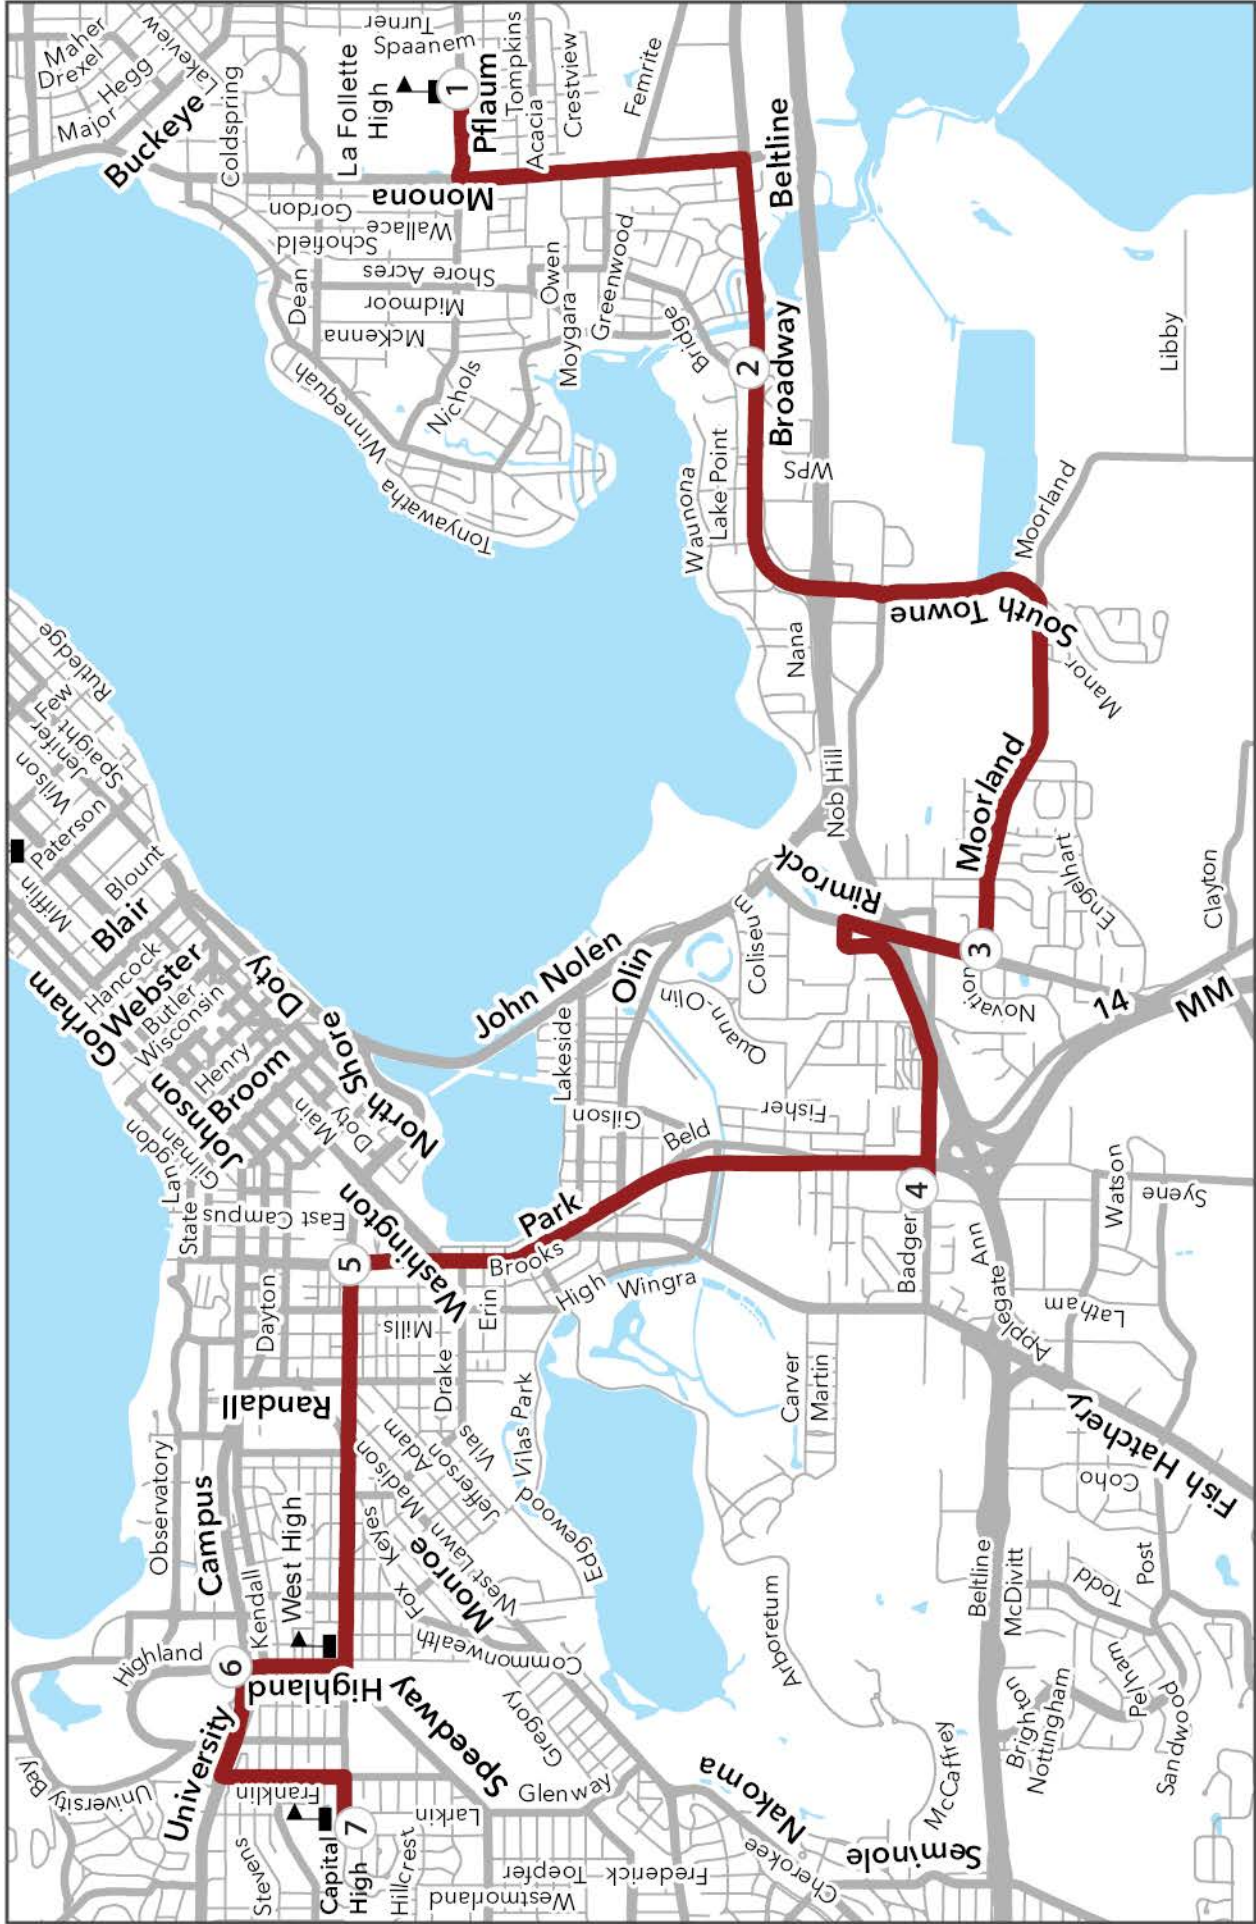 Maher
Drexel
Hegg
Major
Lakeview
Buckeye
Coldspring
Turner
Spaanem
La Follette
High
1
Pflaum
Tompkins
Acacia
Crestview
Femrite
Monona
Gordon
Schofield
Wallace
Shore Acres
Dean
Midmoor
McKenna
Owen
Moygara
Greenwood
Bridge
Nichols
Winnequah
Tonyawatha
Beltline
2
Broadway
Libby
WPS
Waunona
Lake Point
Moorland
South Towne
Manor
Nana
Nob Hill
Rutledge
Few
Jenifer
Spaight
Wilson
Paterson
Mifflin
Blount
Blair
Hancock
Webster
Butler
Wisconsin
Gorham
Doty
Henry
Broom
Johnson
Main
Doty
North Shore
Langdon
Gilman
State
East Campus
John Nolen
Olin
Rimrock
Moorland
Engelhart
Clayton
Coliseum
3
Novation
14
MM
Lakeside
Quann-Olin
Gilson
Fisher
Beld
Park
4
Badger
Watson
Syene
Ann
Applegate
Latham
Washington
5
Brooks
Erin
High
Wingra
Dayton
Mills
Drake
Randall
Carver
Martin
Vilas Park
Vilas
Adam
Jefferson
Madison
Edgewood
Fish Hatchery
Coho
Observatory
Campus
West High
Kendall
Keyes
Fox
West Lawn
Monroe
Commonwealth
Beltline
McDivitt
Todd
Post
Arboretum
Highland
6
Highland
Speedway
Gregory
Glenway
Brighton
Nottingham
Pelham
Sandwood
McCaffrey
Nakoma
Seminole
University Bay
University
University
Franklin
Stevens
Capital
High
7
Hillcrest
Larkin
Westmorland
Toepfer
Frederick
Cherokee